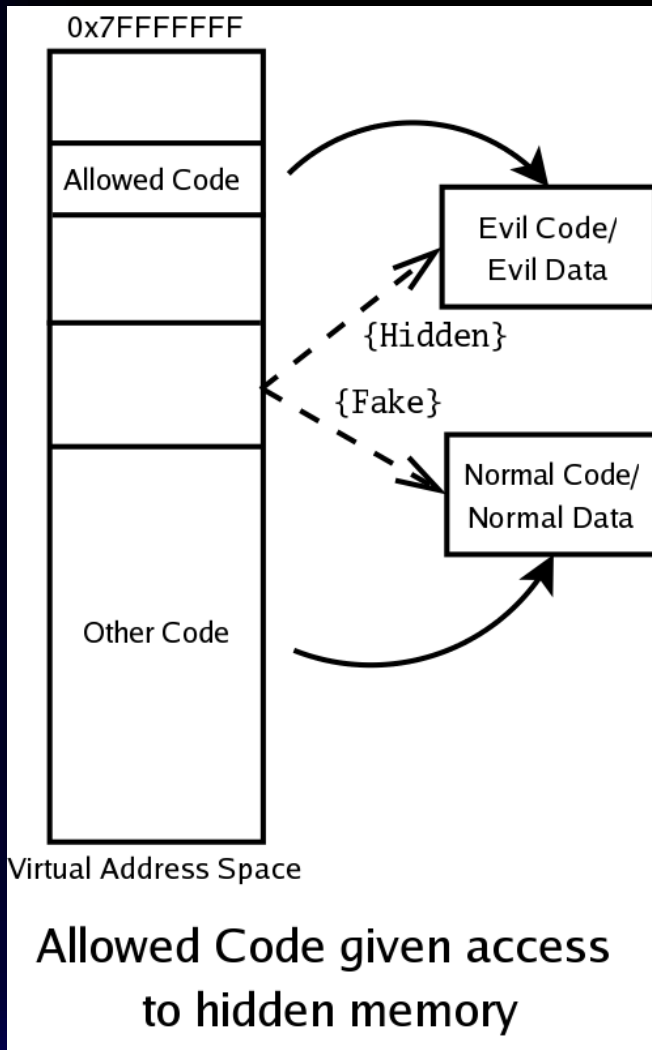 0x7FFFFFFF
Allowed Code
Evil Code/
Evil Data
{Hidden}
{Fake}
Normal Code/
Normal Data
Other Code
Virtual Address Space
Allowed Code given access
to hidden memory